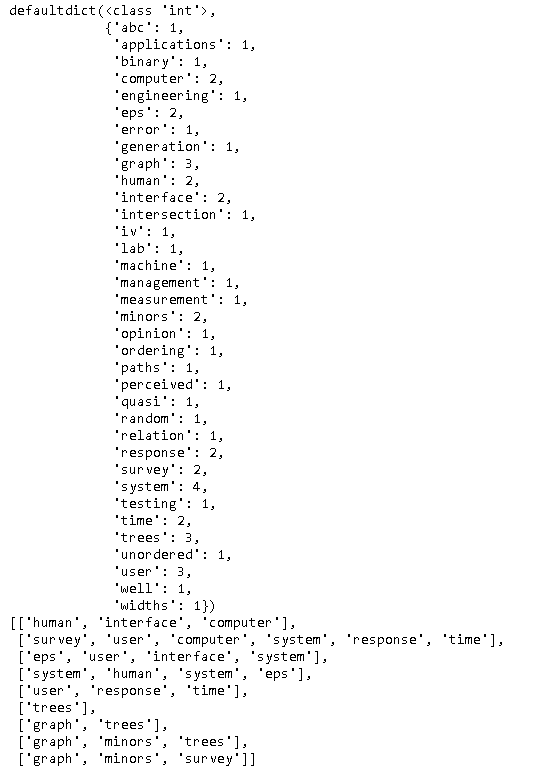 defaultdict(<class 'int'>,
            {'abc': 1,
             'applications': 1,
             'binary': 1,
             'computer': 2,
             'engineering': 1,
             'eps': 2,
             'error': 1,
             'generation': 1,
             'graph': 3,
             'human': 2,
             'interface': 2,
             'intersection': 1,
             'iv': 1,
             'lab': 1,
             'machine': 1,
             'management': 1,
             'measurement': 1,
             'minors': 2,
             'opinion': 1,
             'ordering': 1,
             'paths': 1,
             'perceived': 1,
             'quasi': 1,
             'random': 1,
             'relation': 1,
             'response': 2,
             'survey': 2,
             'system': 4,
             'testing': 1,
             'time': 2,
             'trees': 3,
             'unordered': 1,
             'user': 3,
             'well': 1,
             'widths': 1})
[['human', 'interface', 'computer'],
 ['survey', 'user', 'computer', 'system', 'response', 'time'],
 ['eps', 'user', 'interface', 'system'],
 ['system', 'human', 'system', 'eps'],
 ['user', 'response', 'time'],
 ['trees'],
 ['graph', 'trees'],
 ['graph', 'minors', 'trees'],
 ['graph', 'minors', 'survey']]